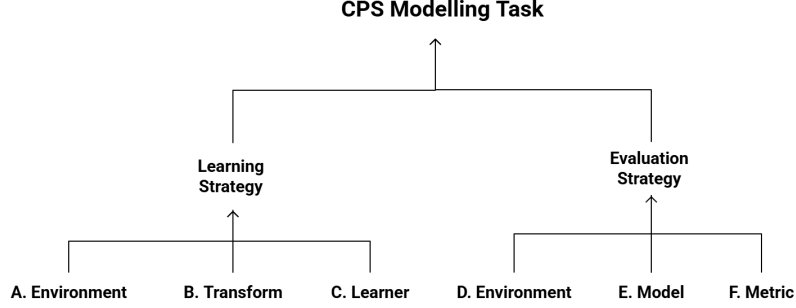 CPS Modelling Task
Learning
Strategy
Evaluation
Strategy
A. Environment
B. Transform
C. Learner
D. Environment
E. Model
F. Metric